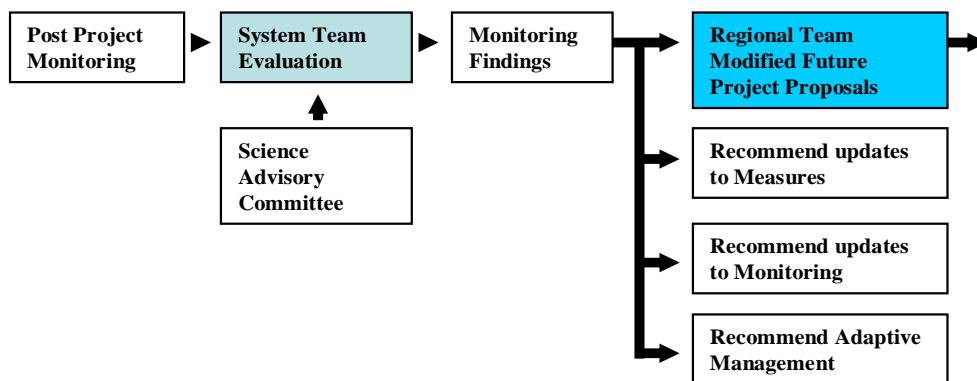 Post Project
Monitoring
System Team
Evaluation
Monitoring
Findings
Regional Team
Modified Future
Project Proposals
Science
Advisory
Committee
Recommend updates
to Measures
Recommend updates
to Monitoring
Recommend Adaptive
Management